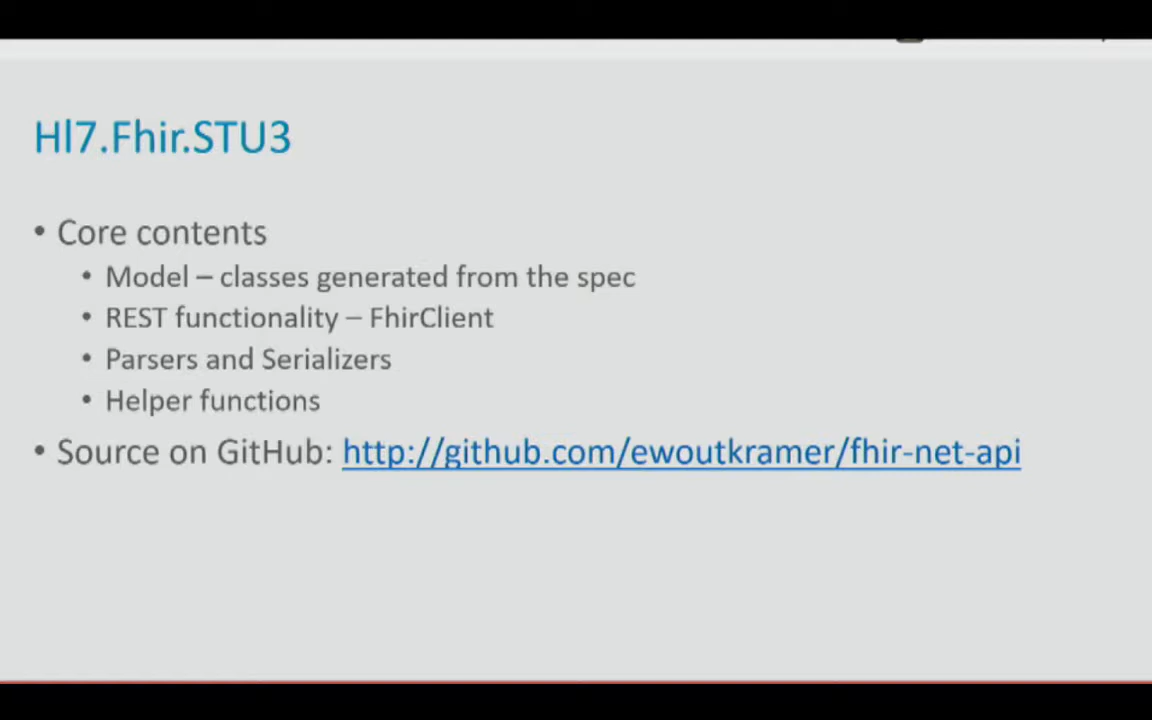 Hl7.Fhir.STU3
• Core contents
• Model – classes generated from the spec
• REST functionality – FhirClient
• Parsers and Serializers
• Helper functions
• Source on GitHub: http://github.com/ewoutkramer/fhir-net-api